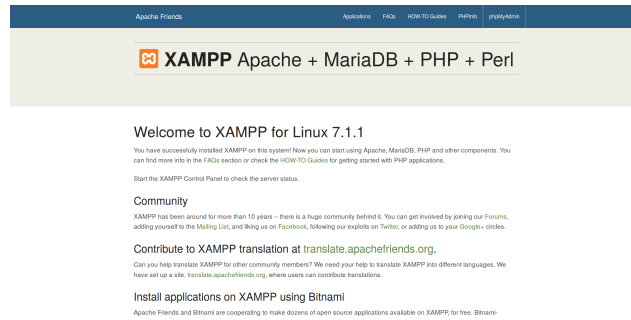 Apache Friends
Applications FAQs HOW-TO Guides PHPInfo phpMyAdmin
XAMPP Apache + MariaDB + PHP + Perl
Welcome to XAMPP for Linux 7.1.1
You have successfully installed XAMPP on this system! Now you can start using Apache, MariaDB, PHP and other components. You
can find more info in the FAQs section or check the HOW-TO Guides for getting started with PHP applications.
Start the XAMPP Control Panel to check the server status.
Community
XAMPP has been around for more than 10 years – there is a huge community behind it. You can get involved by joining our Forums,
adding yourself to the Mailing List, and liking us on Facebook, following our exploits on Twitter, or adding us to your Google+ circles.
Contribute to XAMPP translation at translate.apachefriends.org.
Can you help translate XAMPP for other community members? We need your help to translate XAMPP into different languages. We
have set up a site, translate.apachefriends.org, where users can contribute translations.
Install applications on XAMPP using Bitnami
Apache Friends and Bitnami are cooperating to make dozens of open source applications available on XAMPP, for free. Bitnami-